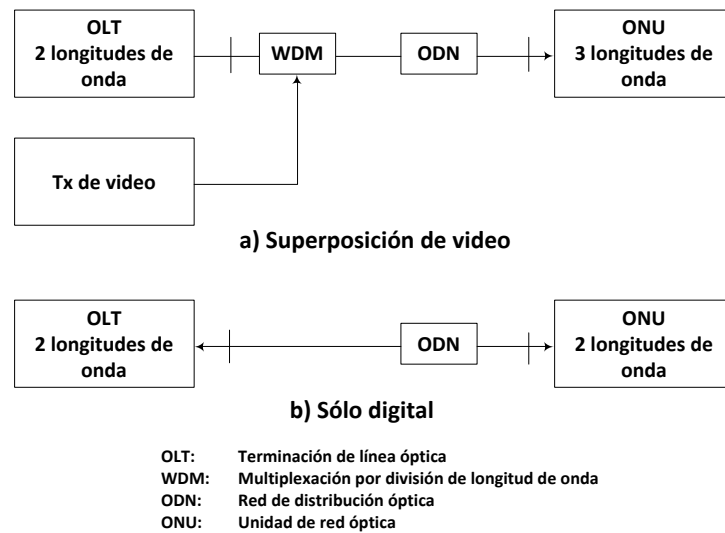 OLT
2 longitudes de
onda
WDM
ODN
ONU
3 longitudes de
onda
Tx de video
a) Superposición de video
OLT
2 longitudes de
onda
ODN
ONU
2 longitudes de
onda
b) Sólo digital
OLT: Terminación de línea óptica
WDM: Multiplexación por división de longitud de onda
ODN: Red de distribución óptica
ONU: Unidad de red óptica